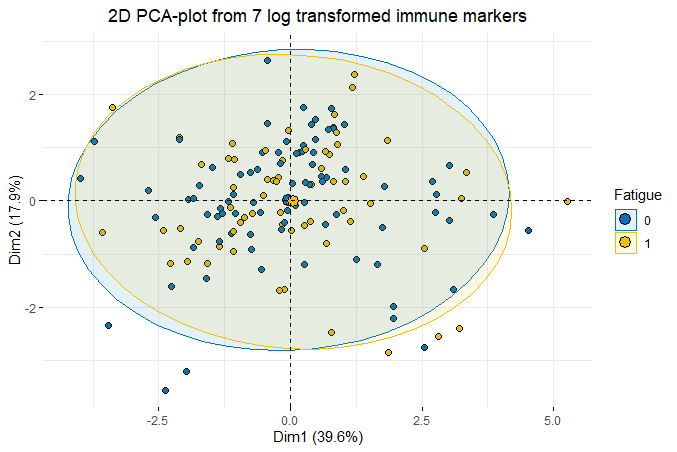 2D PCA-plot from 7 log transformed immune markers
Dim2 (17.9%)
2
0
-2
-2.5
0.0
2.5
5.0
Dim1 (39.6%)
Fatigue
0
1